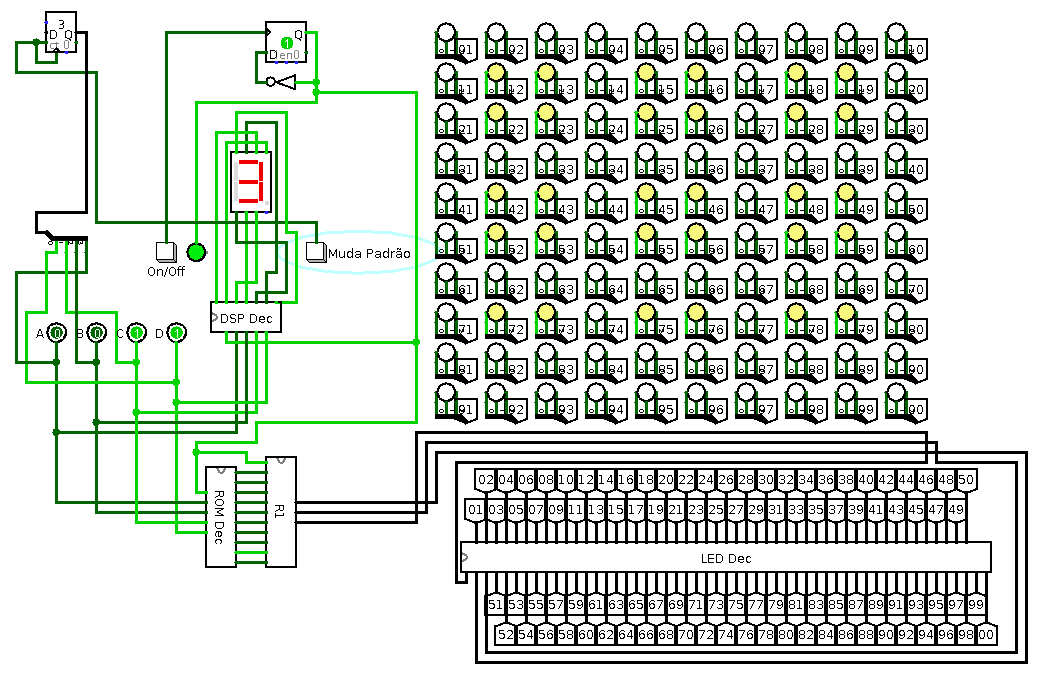 3
D Q
ct 0
Q
1
D en0
01 02 03 04 05 06 07 08 09 10
11 12 13 14 15 16 17 18 19 20
21 22 23 24 25 26 27 28 29 30
31 32 33 34 35 36 37 38 39 40
41 42 43 44 45 46 47 48 49 50
51 52 53 54 55 56 57 58 59 60
61 62 63 64 65 66 67 68 69 70
71 72 73 74 75 76 77 78 79 80
81 82 83 84 85 86 87 88 89 90
91 92 93 94 95 96 97 98 99 00
On/Off
Muda Padrão
DSP Dec
A 0 B 0 C 1 D 1
ROM Dec
R1
02 04 06 08 10 12 14 16 18 20 22 24 26 28 30 32 34 36 38 40 42 44 46 48 50
01 03 05 07 09 11 13 15 17 19 21 23 25 27 29 31 33 35 37 39 41 43 45 47 49
LED Dec
51 53 55 57 59 61 63 65 67 69 71 73 75 77 79 81 83 85 87 89 91 93 95 97 99
52 54 56 58 60 62 64 66 68 70 72 74 76 78 80 82 84 86 88 90 92 94 96 98 00